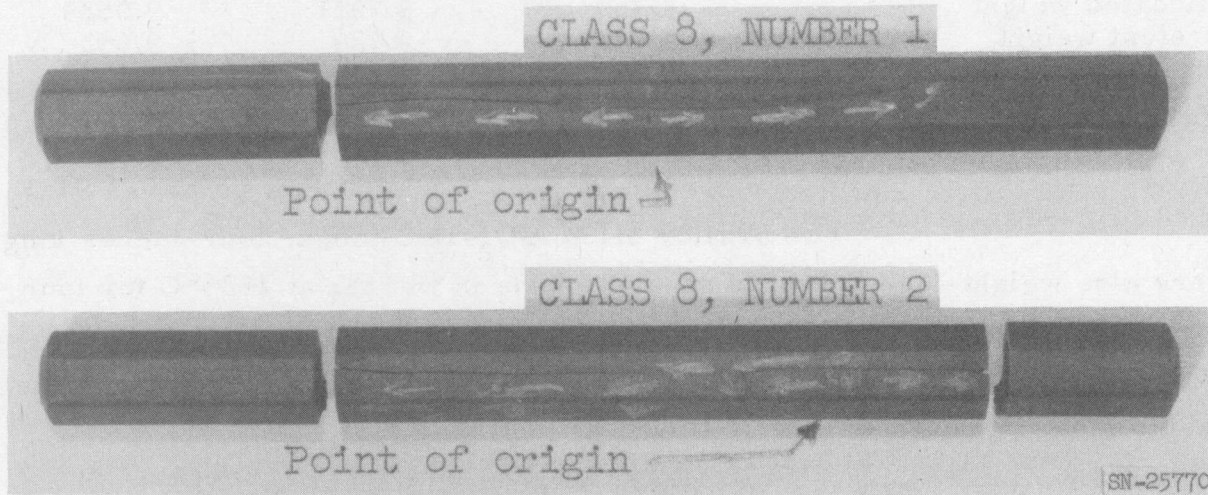 CLASS 8, NUMBER 1
Point of origin
CLASS 8, NUMBER 2
Point of origin
SN-25770